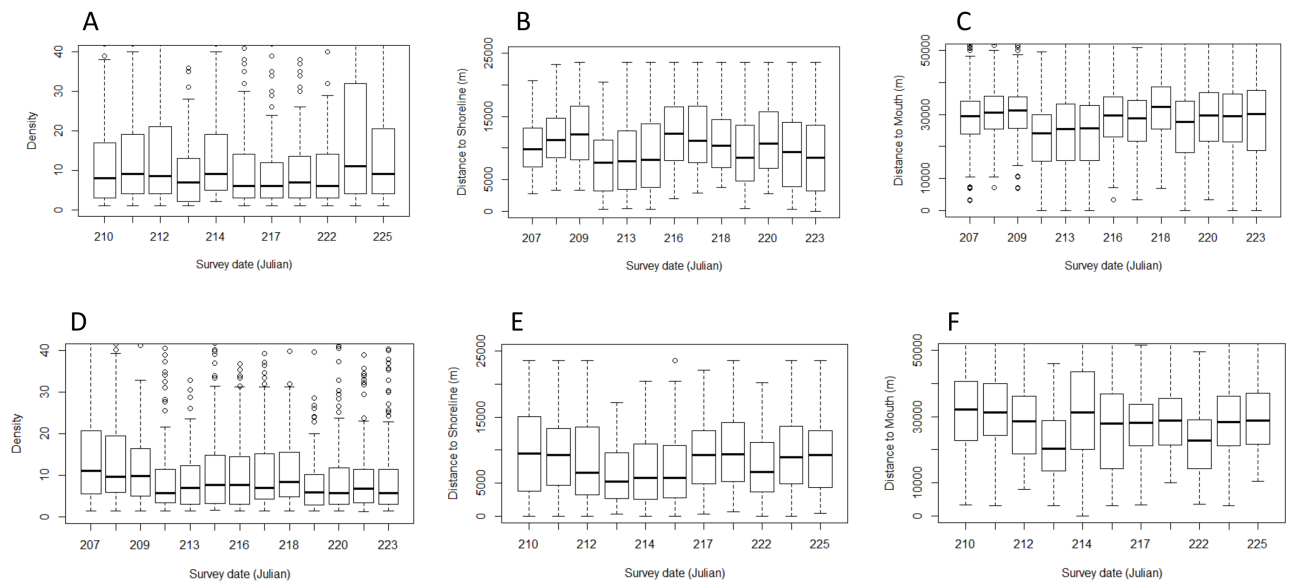 A
B
C
Density
0 10 20 30 40
210 212 214 217 222 225
Survey date (Julian)
Distance to Shoreline (m)
0 5000 15000 25000
207 209 213 216 218 220 223
Survey date (Julian)
Distance to Mouth (m)
0 10000 30000 50000
207 209 213 216 218 220 223
Survey date (Julian)
D
E
F
Density
0 10 20 30 40
207 209 213 216 218 220 223
Survey date (Julian)
Distance to Shoreline (m)
0 5000 15000 25000
210 212 214 217 222 225
Survey date (Julian)
Distance to Mouth (m)
0 10000 30000 50000
210 212 214 217 222 225
Survey date (Julian)